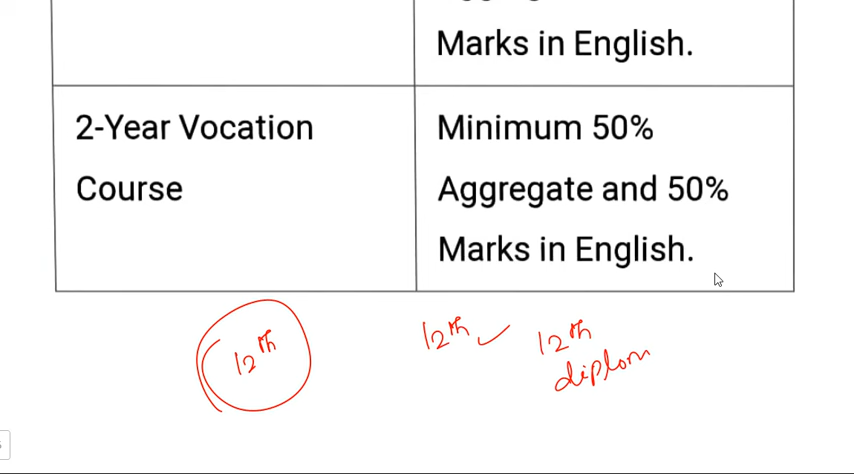 Marks in English.
2-Year Vocation
Course
Minimum 50%
Aggregate and 50%
Marks in English.
12th
12th
12th
diplom